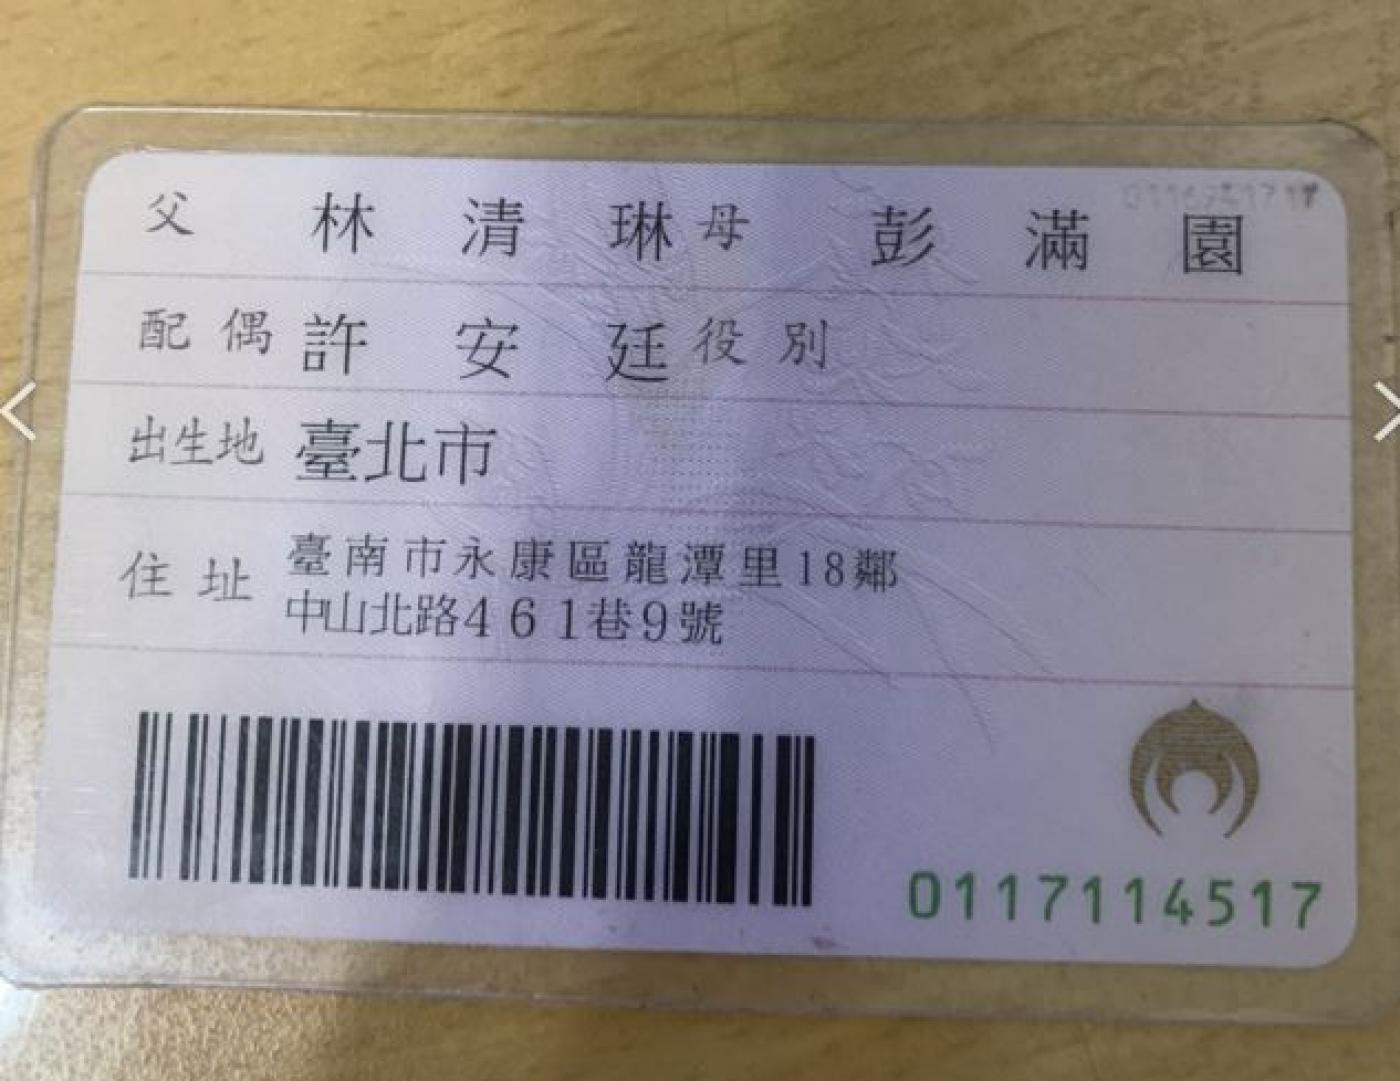 父 林清琳 母 彭滿園
配偶 許安廷 役別
出生地 臺北市
住址 臺南市永康區龍潭里18鄰
中山北路461巷9號
0117114517